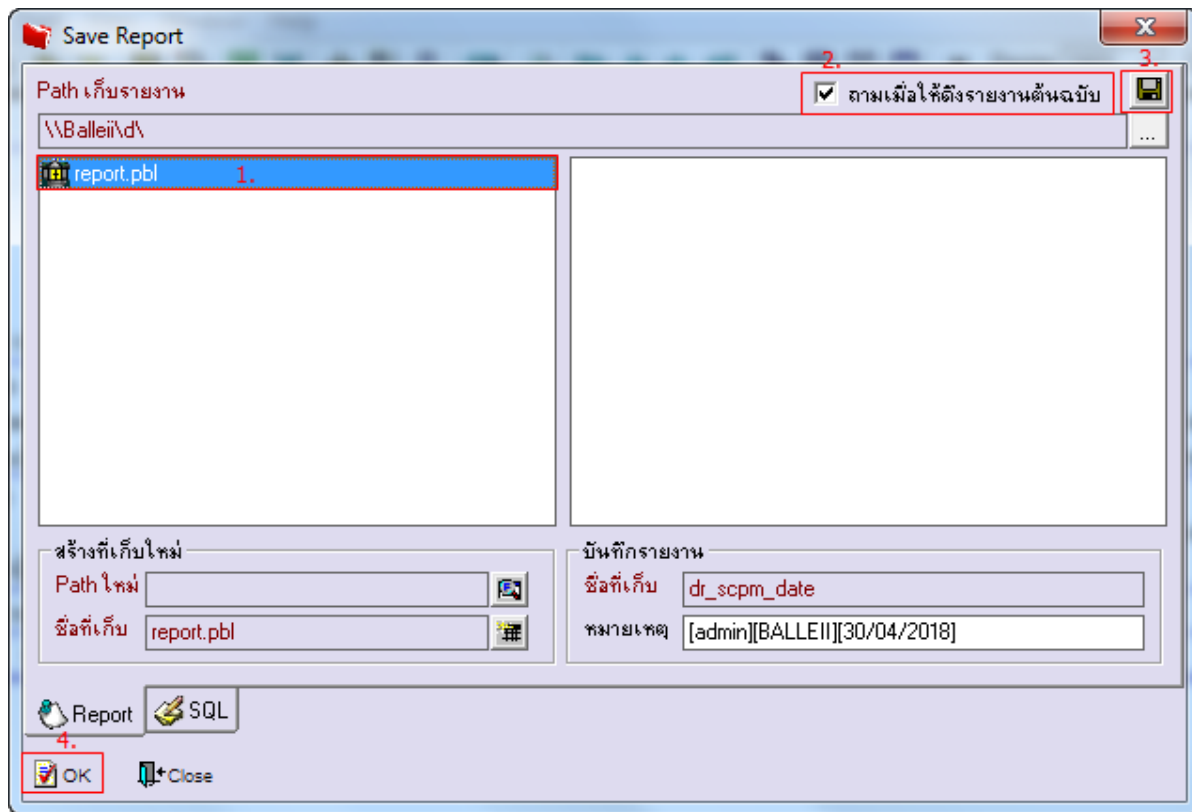 Save Report
2.
3.
Path เก็บรายงาน
ถามเมื่อให้ดึงรายงานต้นฉบับ
\\Balleii\d\
...
report.pbl
1.
สร้างที่เก็บใหม่
Path ใหม่
ชื่อที่เก็บ report.pbl
บันทึกรายงาน
ชื่อที่เก็บ dr_scpm_date
หมายเหตุ [admin][BALLEII][30/04/2018]
Report
SQL
4.
OK
Close